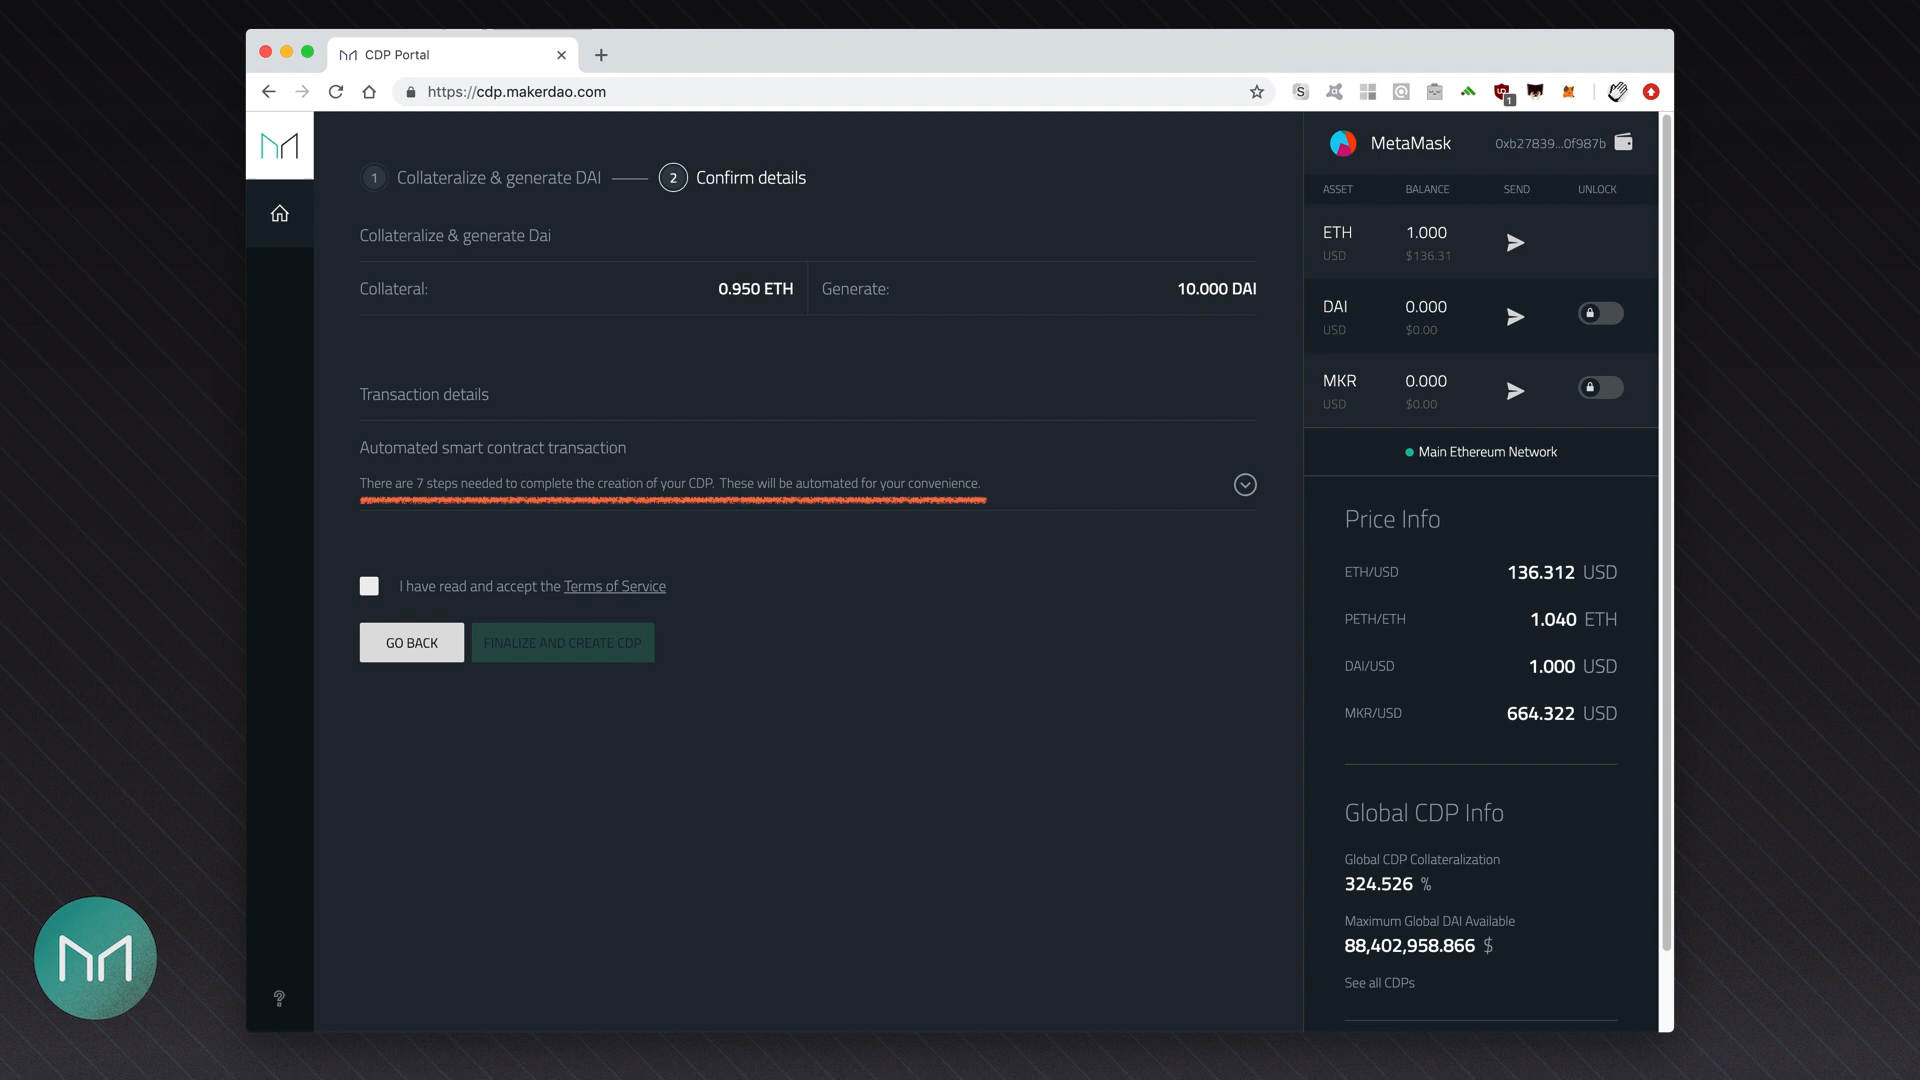 CDP Portal
https://cdp.makerdao.com
1
1 Collateralize & generate DAI 2 Confirm details
Collateralize & generate Dai
Collateral: 0.950 ETH Generate: 10.000 DAI
Transaction details
Automated smart contract transaction
There are 7 steps needed to complete the creation of your CDP. These will be automated for your convenience.
I have read and accept the Terms of Service
GO BACK FINALIZE AND CREATE CDP
?
MetaMask 0xb27839...0f987b
ASSET BALANCE SEND UNLOCK
ETH 1.000
USD $136.31
DAI 0.000
USD $0.00
MKR 0.000
USD $0.00
Main Ethereum Network
Price Info
ETH/USD 136.312 USD
PETH/ETH 1.040 ETH
DAI/USD 1.000 USD
MKR/USD 664.322 USD
Global CDP Info
Global CDP Collateralization
324.526 %
Maximum Global DAI Available
88,402,958.866 $
See all CDPs